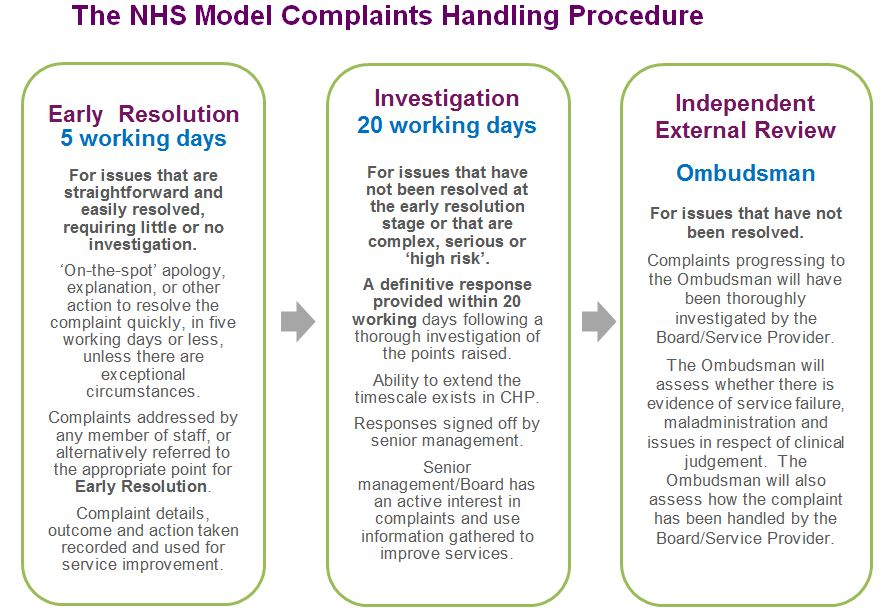 The NHS Model Complaints Handling Procedure
Early Resolution
5 working days
For issues that are
straightforward and
easily resolved,
requiring little or no
investigation.
‘On-the-spot’ apology,
explanation, or other
action to resolve the
complaint quickly, in five
working days or less,
unless there are
exceptional
circumstances.
Complaints addressed by
any member of staff, or
alternatively referred to
the appropriate point for
Early Resolution.
Complaint details,
outcome and action taken
recorded and used for
service improvement.
Investigation
20 working days
For issues that have
not been resolved at
the early resolution
stage or that are
complex, serious or
‘high risk’.
A definitive response
provided within 20
working days following a
thorough investigation of
the points raised.
Ability to extend the
timescale exists in CHP.
Responses signed off by
senior management.
Senior
management/Board has
an active interest in
complaints and use
information gathered to
improve services.
Independent
External Review
Ombudsman
For issues that have not
been resolved.
Complaints progressing to
the Ombudsman will have
been thoroughly
investigated by the
Board/Service Provider.
The Ombudsman will
assess whether there is
evidence of service failure,
maladministration and
issues in respect of clinical
judgement. The
Ombudsman will also
assess how the complaint
has been handled by the
Board/Service Provider.